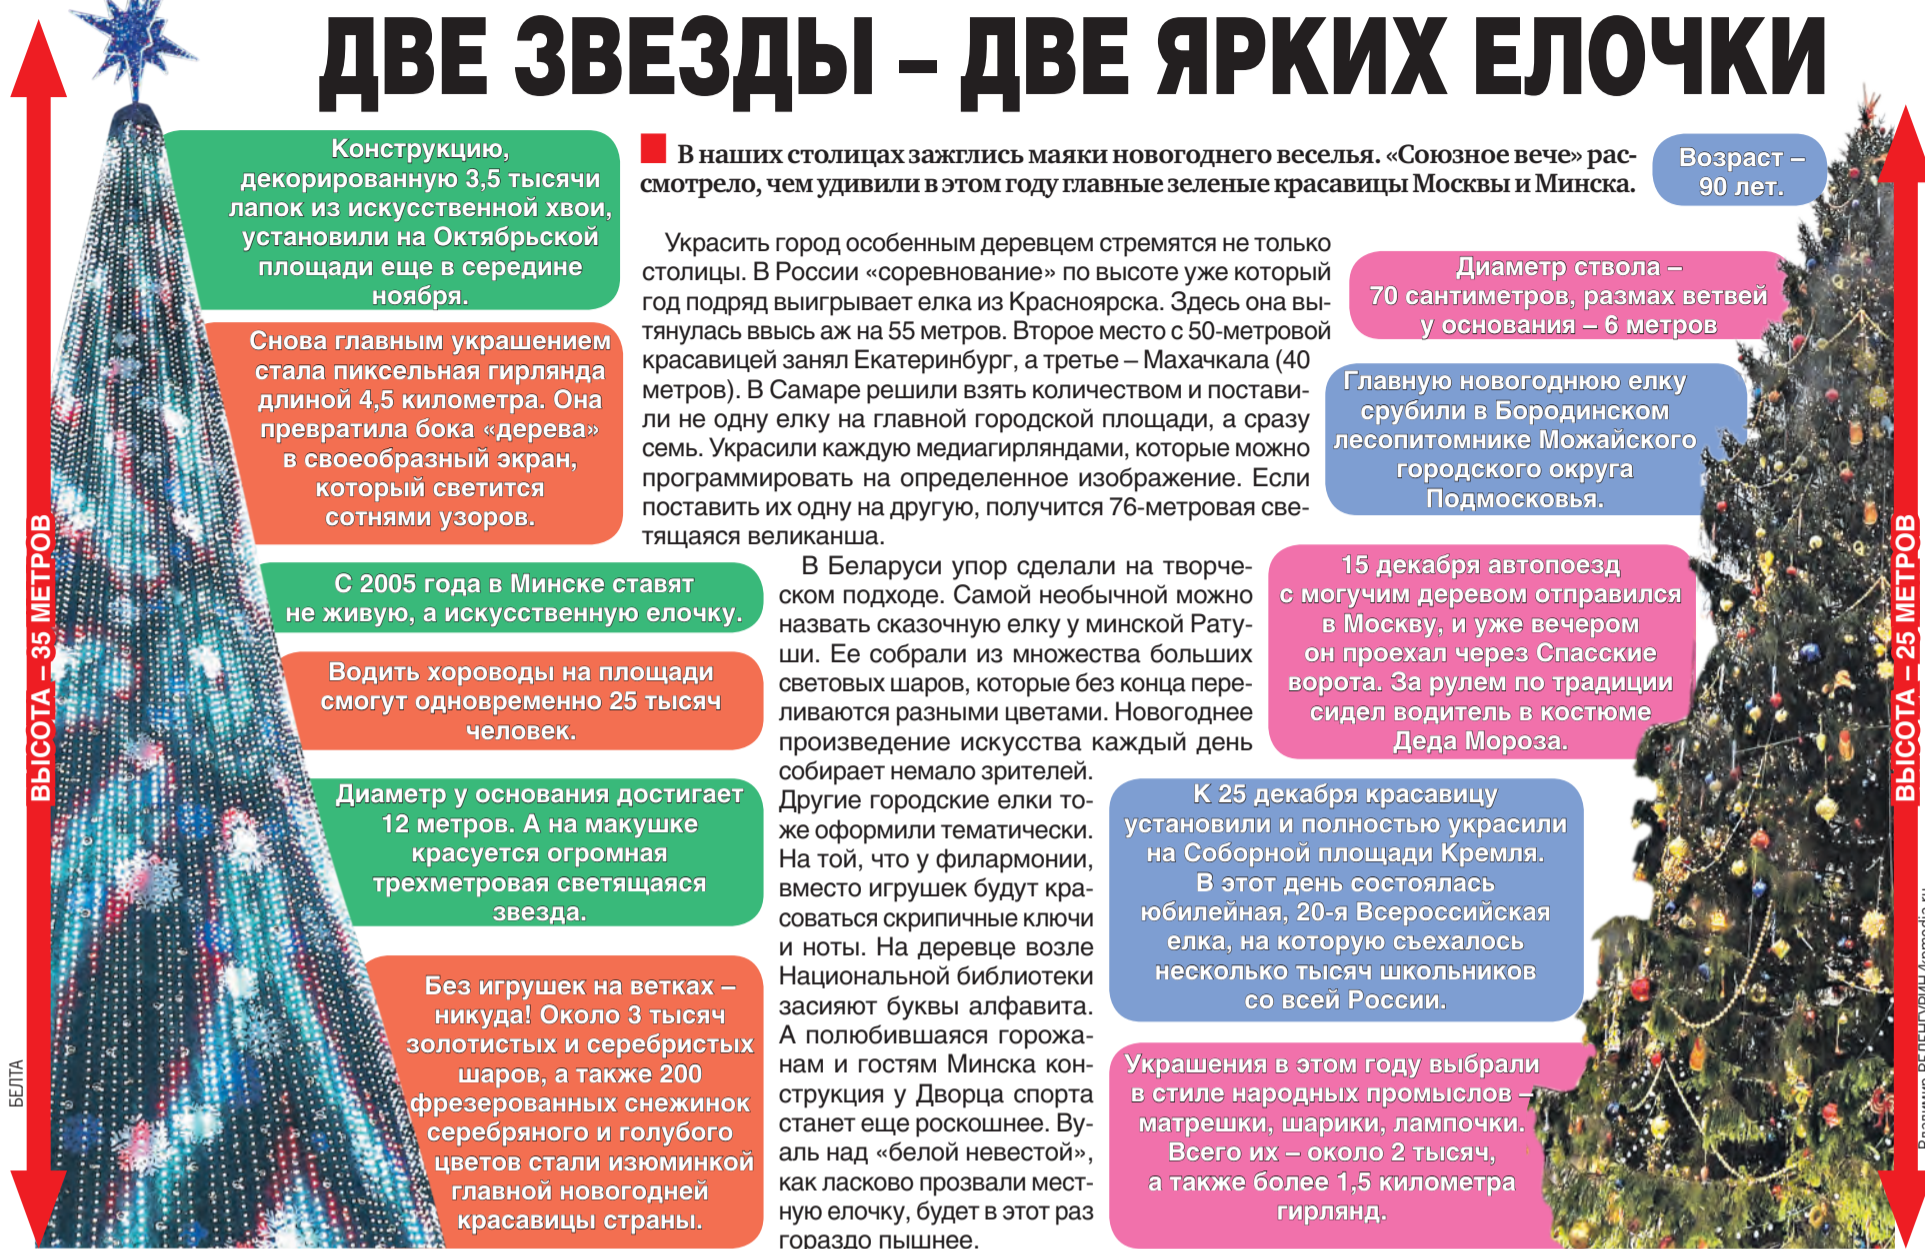 ДВЕ ЗВЕЗДЫ – ДВЕ ЯРКИХ ЕЛОЧКИ
В наших столицах зажглись маяки новогоднего веселья. «Союзное вече» рас-
смотрело, чем удивили в этом году главные зеленые красавицы Москвы и Минска.
ВЫСОТА – 35 МЕТРОВ
БЕЛТА
Конструкцию,
декорированную 3,5 тысячи
лапок из искусственной хвои,
установили на Октябрьской
площади еще в середине
ноября.
Снова главным украшением
стала пиксельная гирлянда
длиной 4,5 километра. Она
превратила бока «дерева»
в своеобразный экран,
который светится
сотнями узоров.
С 2005 года в Минске ставят
не живую, а искусственную елочку.
Водить хороводы на площади
смогут одновременно 25 тысяч
человек.
Диаметр у основания достигает
12 метров. А на макушке
красуется огромная
трехметровая светящаяся
звезда.
Без игрушек на ветках –
никуда! Около 3 тысяч
золотистых и серебристых
шаров, а также 200
фрезерованных снежинок
серебряного и голубого
цветов стали изюминкой
главной новогодней
красавицы страны.
Украсить город особенным деревцем стремятся не только
столицы. В России «соревнование» по высоте уже который
год подряд выигрывает елка из Красноярска. Здесь она вы-
тянулась ввысь аж на 55 метров. Второе место с 50-метровой
красавицей занял Екатеринбург, а третье – Махачкала (40
метров). В Самаре решили взять количеством и постави-
ли не одну елку на главной городской площади, а сразу
семь. Украсили каждую медиагирляндами, которые можно
программировать на определенное изображение. Если
поставить их одну на другую, получится 76-метровая све-
тящаяся великанша.
В Беларуси упор сделали на творче-
ском подходе. Самой необычной можно
назвать сказочную елку у минской Рату-
ши. Ее собрали из множества больших
световых шаров, которые без конца пере-
ливаются разными цветами. Новогоднее
произведение искусства каждый день
собирает немало зрителей.
Другие городские елки то-
же оформили тематически.
На той, что у филармонии,
вместо игрушек будут кра-
соваться скрипичные ключи
и ноты. На деревце возле
Национальной библиотеки
засияют буквы алфавита.
А полюбившаяся горожа-
нам и гостям Минска кон-
струкция у Дворца спорта
станет еще роскошнее. Ву-
аль над «белой невестой»,
как ласково прозвали мест-
ную елочку, будет в этот раз
гораздо пышнее.
Возраст –
90 лет.
Диаметр ствола –
70 сантиметров, размах ветвей
у основания – 6 метров
Главную новогоднюю елку
срубили в Бородинском
лесопитомнике Можайского
городского округа
Подмосковья.
15 декабря автопоезд
с могучим деревом отправился
в Москву, и уже вечером
он проехал через Спасские
ворота. За рулем по традиции
сидел водитель в костюме
Деда Мороза.
К 25 декабря красавицу
установили и полностью украсили
на Соборной площади Кремля.
В этот день состоялась
юбилейная, 20-я Всероссийская
елка, на которую съехалось
несколько тысяч школьников
со всей России.
Украшения в этом году выбрали
в стиле народных промыслов –
матрешки, шарики, лампочки.
Всего их – около 2 тысяч,
а также более 1,5 километра
гирлянд.
ВЫСОТА – 25 МЕТРОВ